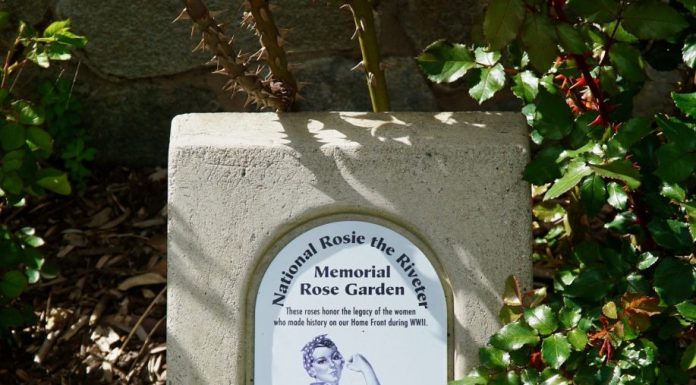 National Rosie the Riveter
Memorial
Rose Garden
These roses honor the legacy of the women
who made history on our Home Front during WWII.